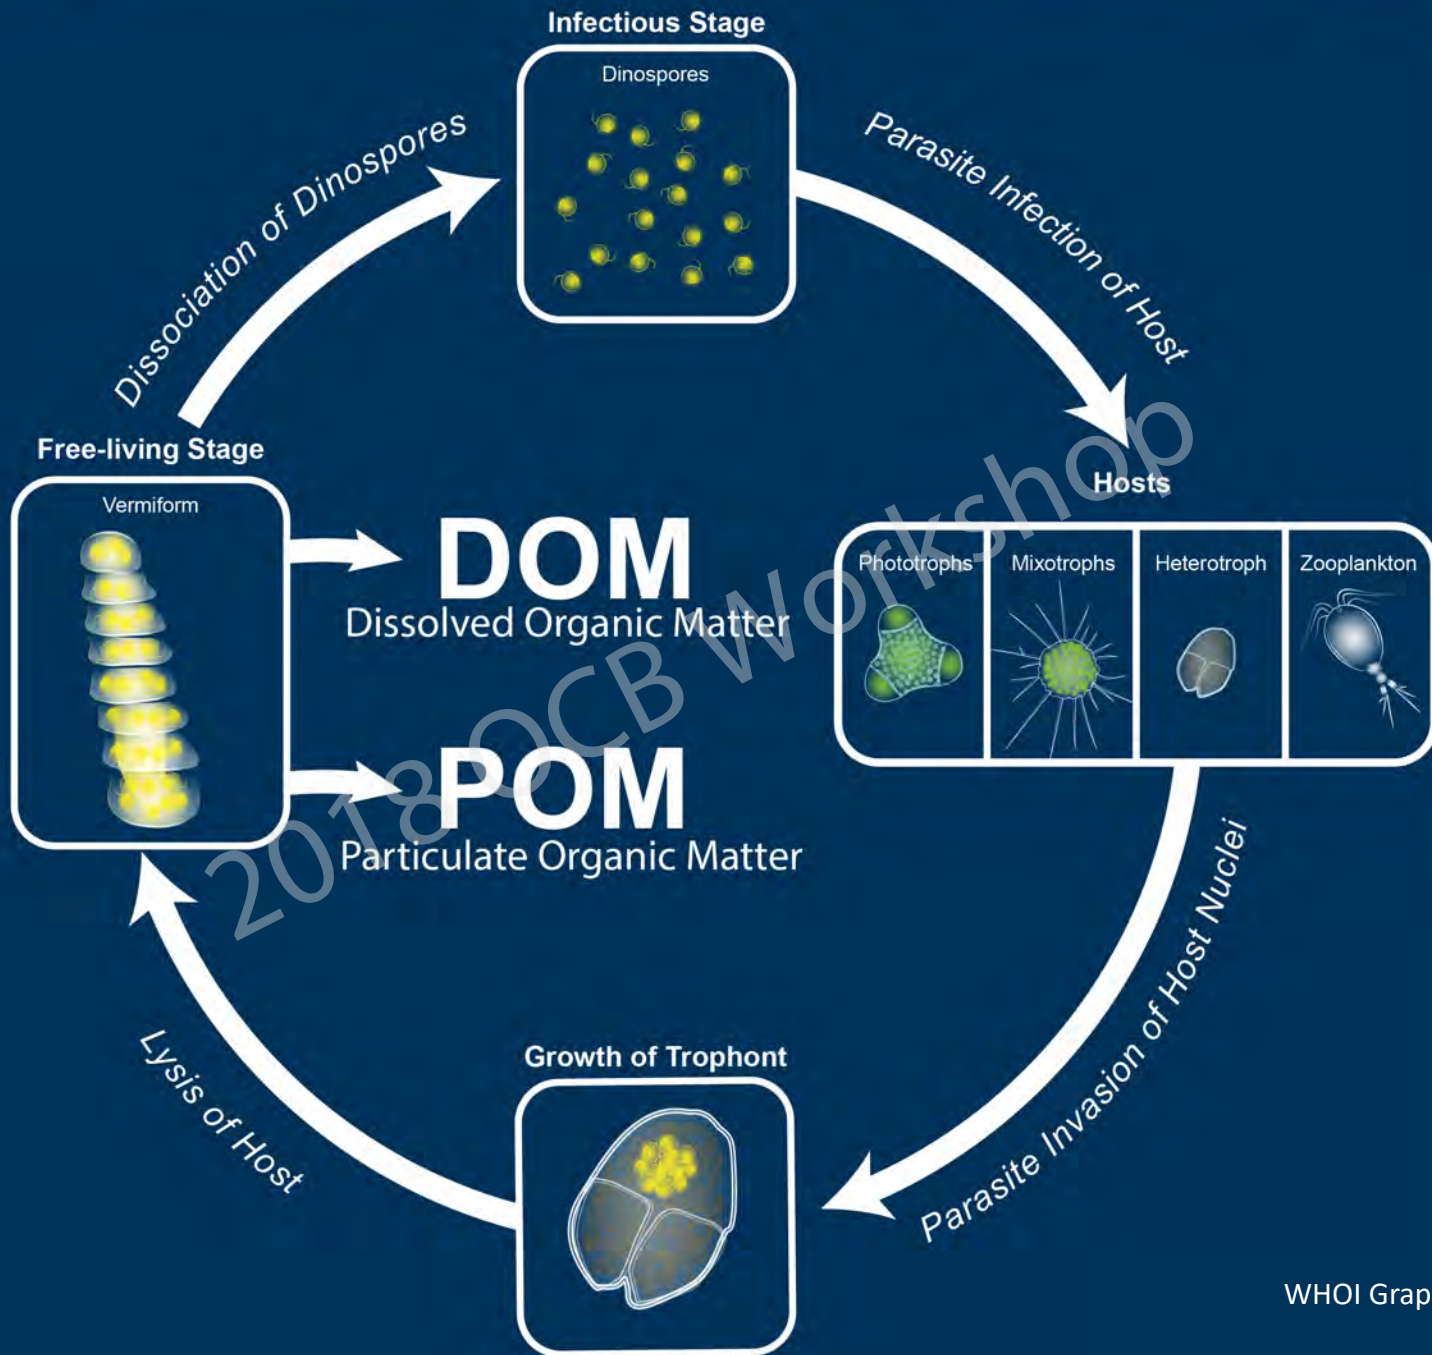 Infectious Stage
Dinospores
Dissociation of Dinospores
Parasite Infection of Host
Free-living Stage
Vermiform
Hosts
Phototrophs
Mixotrophs
Heterotroph
Zooplankton
DOM
Dissolved Organic Matter
POM
Particulate Organic Matter
2018 OCB Workshop
Parasite Invasion of Host Nuclei
Growth of Trophont
Lysis of Host
WHOI Grap